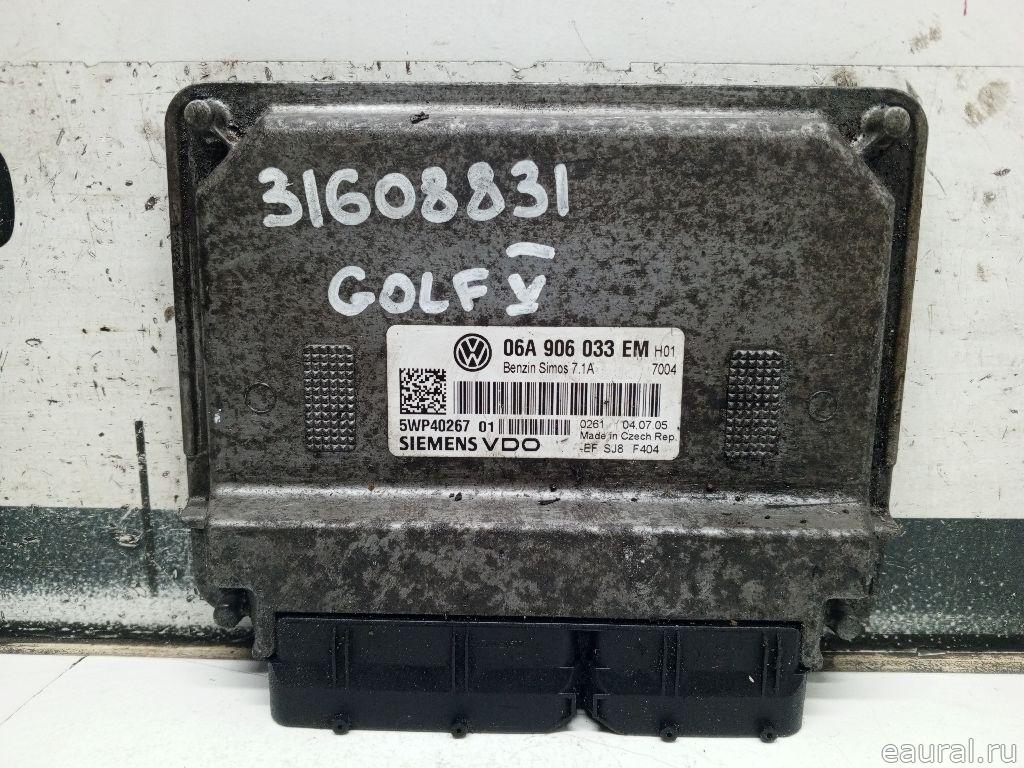 31608831
GOLF V
06A 906 033 EM H01
Benzin Simos 7.1A 7004
5WP40267 01 0261 04.07.05
Made in Czech Rep.
SIEMENS VDO -EF SJ8 F404
eaural.ru